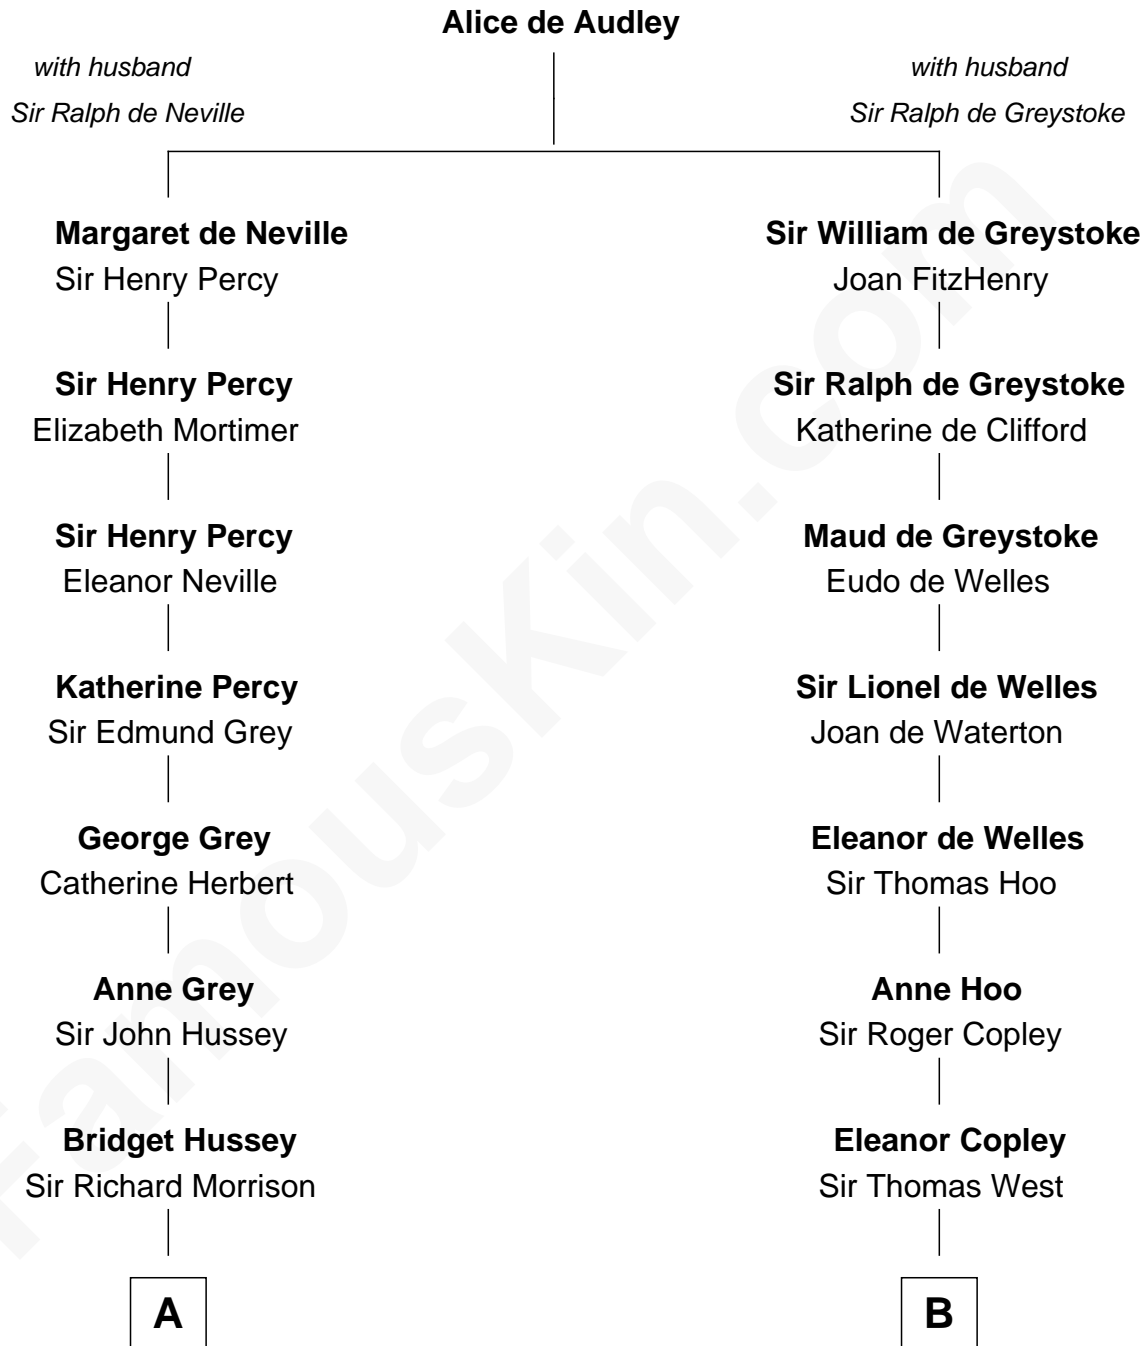 Alice de Audley
with husband
Sir Ralph de Neville
with husband
Sir Ralph de Greystoke
Margaret de Neville
Sir Henry Percy
Sir William de Greystoke
Joan FitzHenry
Sir Henry Percy
Elizabeth Mortimer
Sir Ralph de Greystoke
Katherine de Clifford
Sir Henry Percy
Eleanor Neville
Maud de Greystoke
Eudo de Welles
Katherine Percy
Sir Edmund Grey
Sir Lionel de Welles
Joan de Waterton
George Grey
Catherine Herbert
Eleanor de Welles
Sir Thomas Hoo
Anne Grey
Sir John Hussey
Anne Hoo
Sir Roger Copley
Bridget Hussey
Sir Richard Morrison
Eleanor Copley
Sir Thomas West
A
B
FamousKin.com